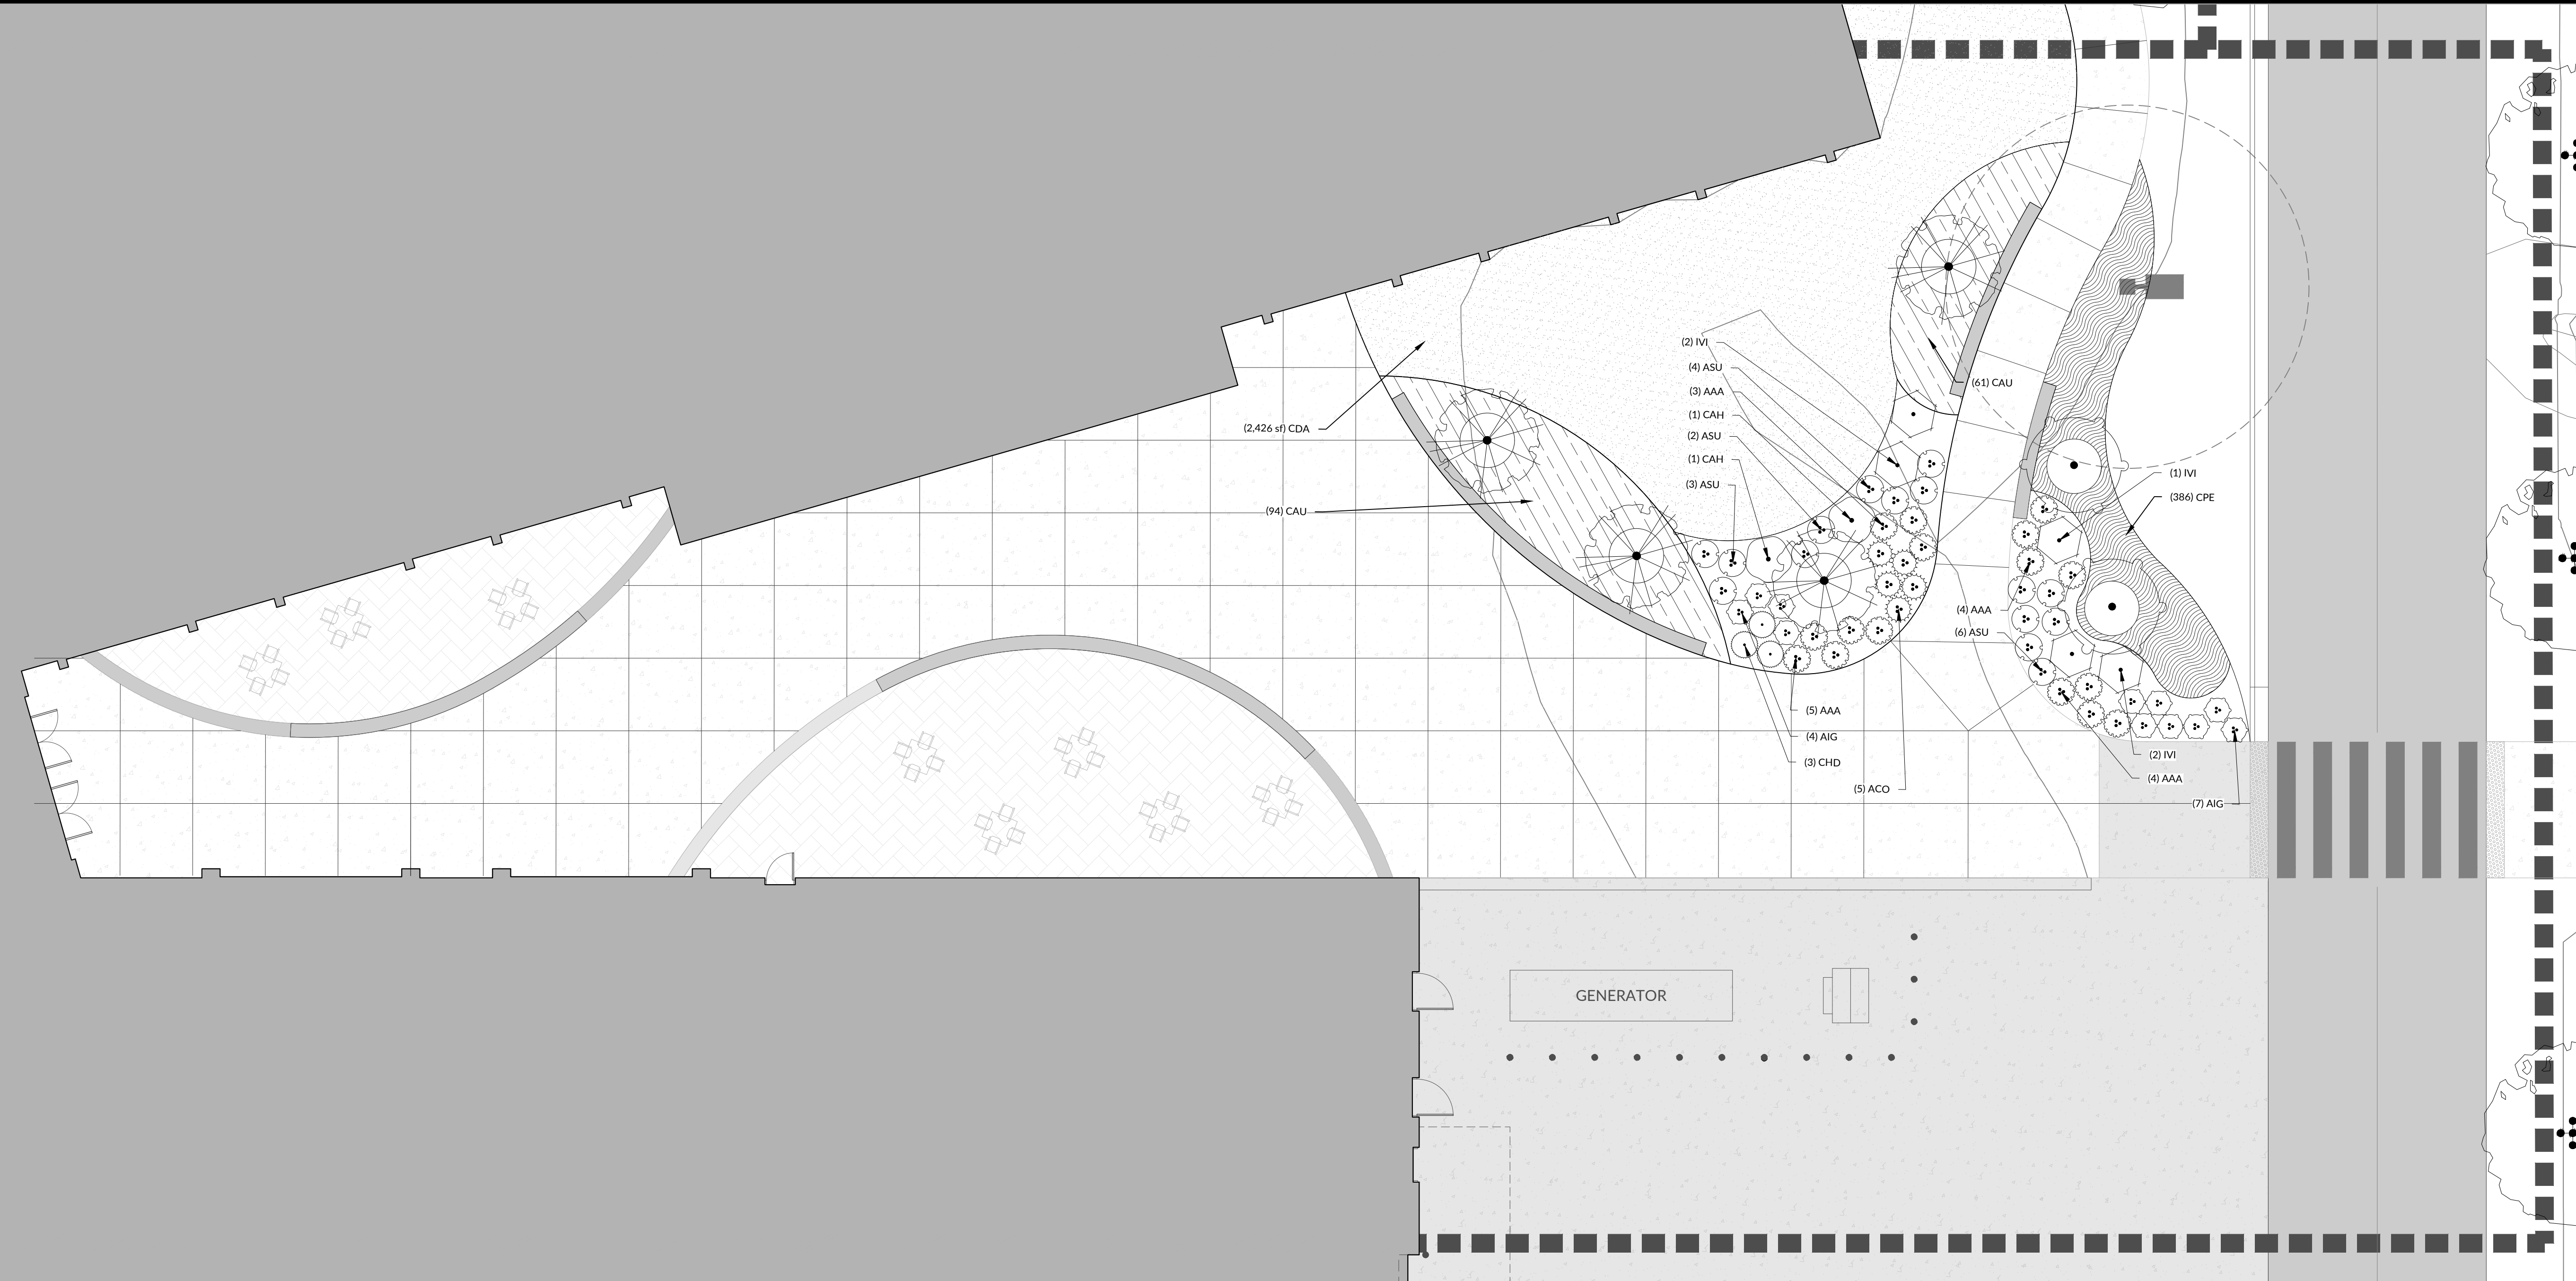 (2) IVI
(4) ASU
(3) AAA
(1) CAH
(2) ASU
(1) CAH
(3) ASU
(61) CAU
(2,426 sf) CDA
(94) CAU
(1) IVI
(386) CPE
(4) AAA
(6) ASU
(5) AAA
(4) AIG
(3) CHD
(5) ACO
(2) IVI
(4) AAA
(7) AIG
GENERATOR